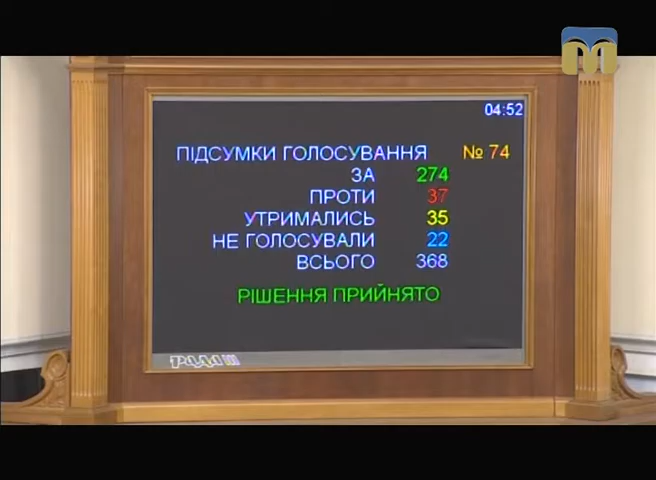 04:52
ПІДСУМКИ ГОЛОСУВАННЯ № 74
ЗА 274
ПРОТИ 37
УТРИМАЛИСЬ 35
НЕ ГОЛОСУВАЛИ 22
ВСЬОГО 368
РІШЕННЯ ПРИЙНЯТО
РАДА